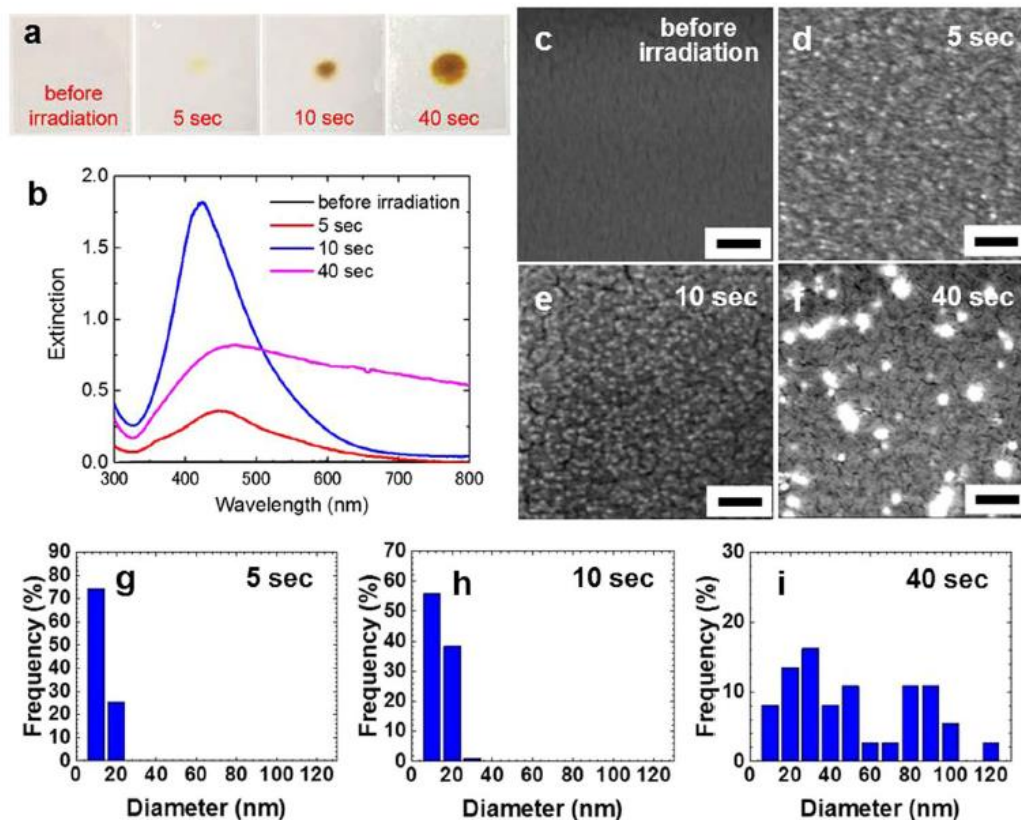 a
before
irradiation
5 sec
10 sec
40 sec
b
2.0
1.5
1.0
0.5
0.0
Extinction
before irradiation
5 sec
10 sec
40 sec
300 400 500 600 700 800
Wavelength (nm)
c
before
irradiation
d
5 sec
e
10 sec
f
40 sec
g
5 sec
90
80
70
60
50
40
30
20
10
0
Frequency (%)
0 20 40 60 80 100 120
Diameter (nm)
h
10 sec
70
60
50
40
30
20
10
0
Frequency (%)
0 20 40 60 80 100 120
Diameter (nm)
i
40 sec
30
20
10
0
Frequency (%)
0 20 40 60 80 100 120
Diameter (nm)